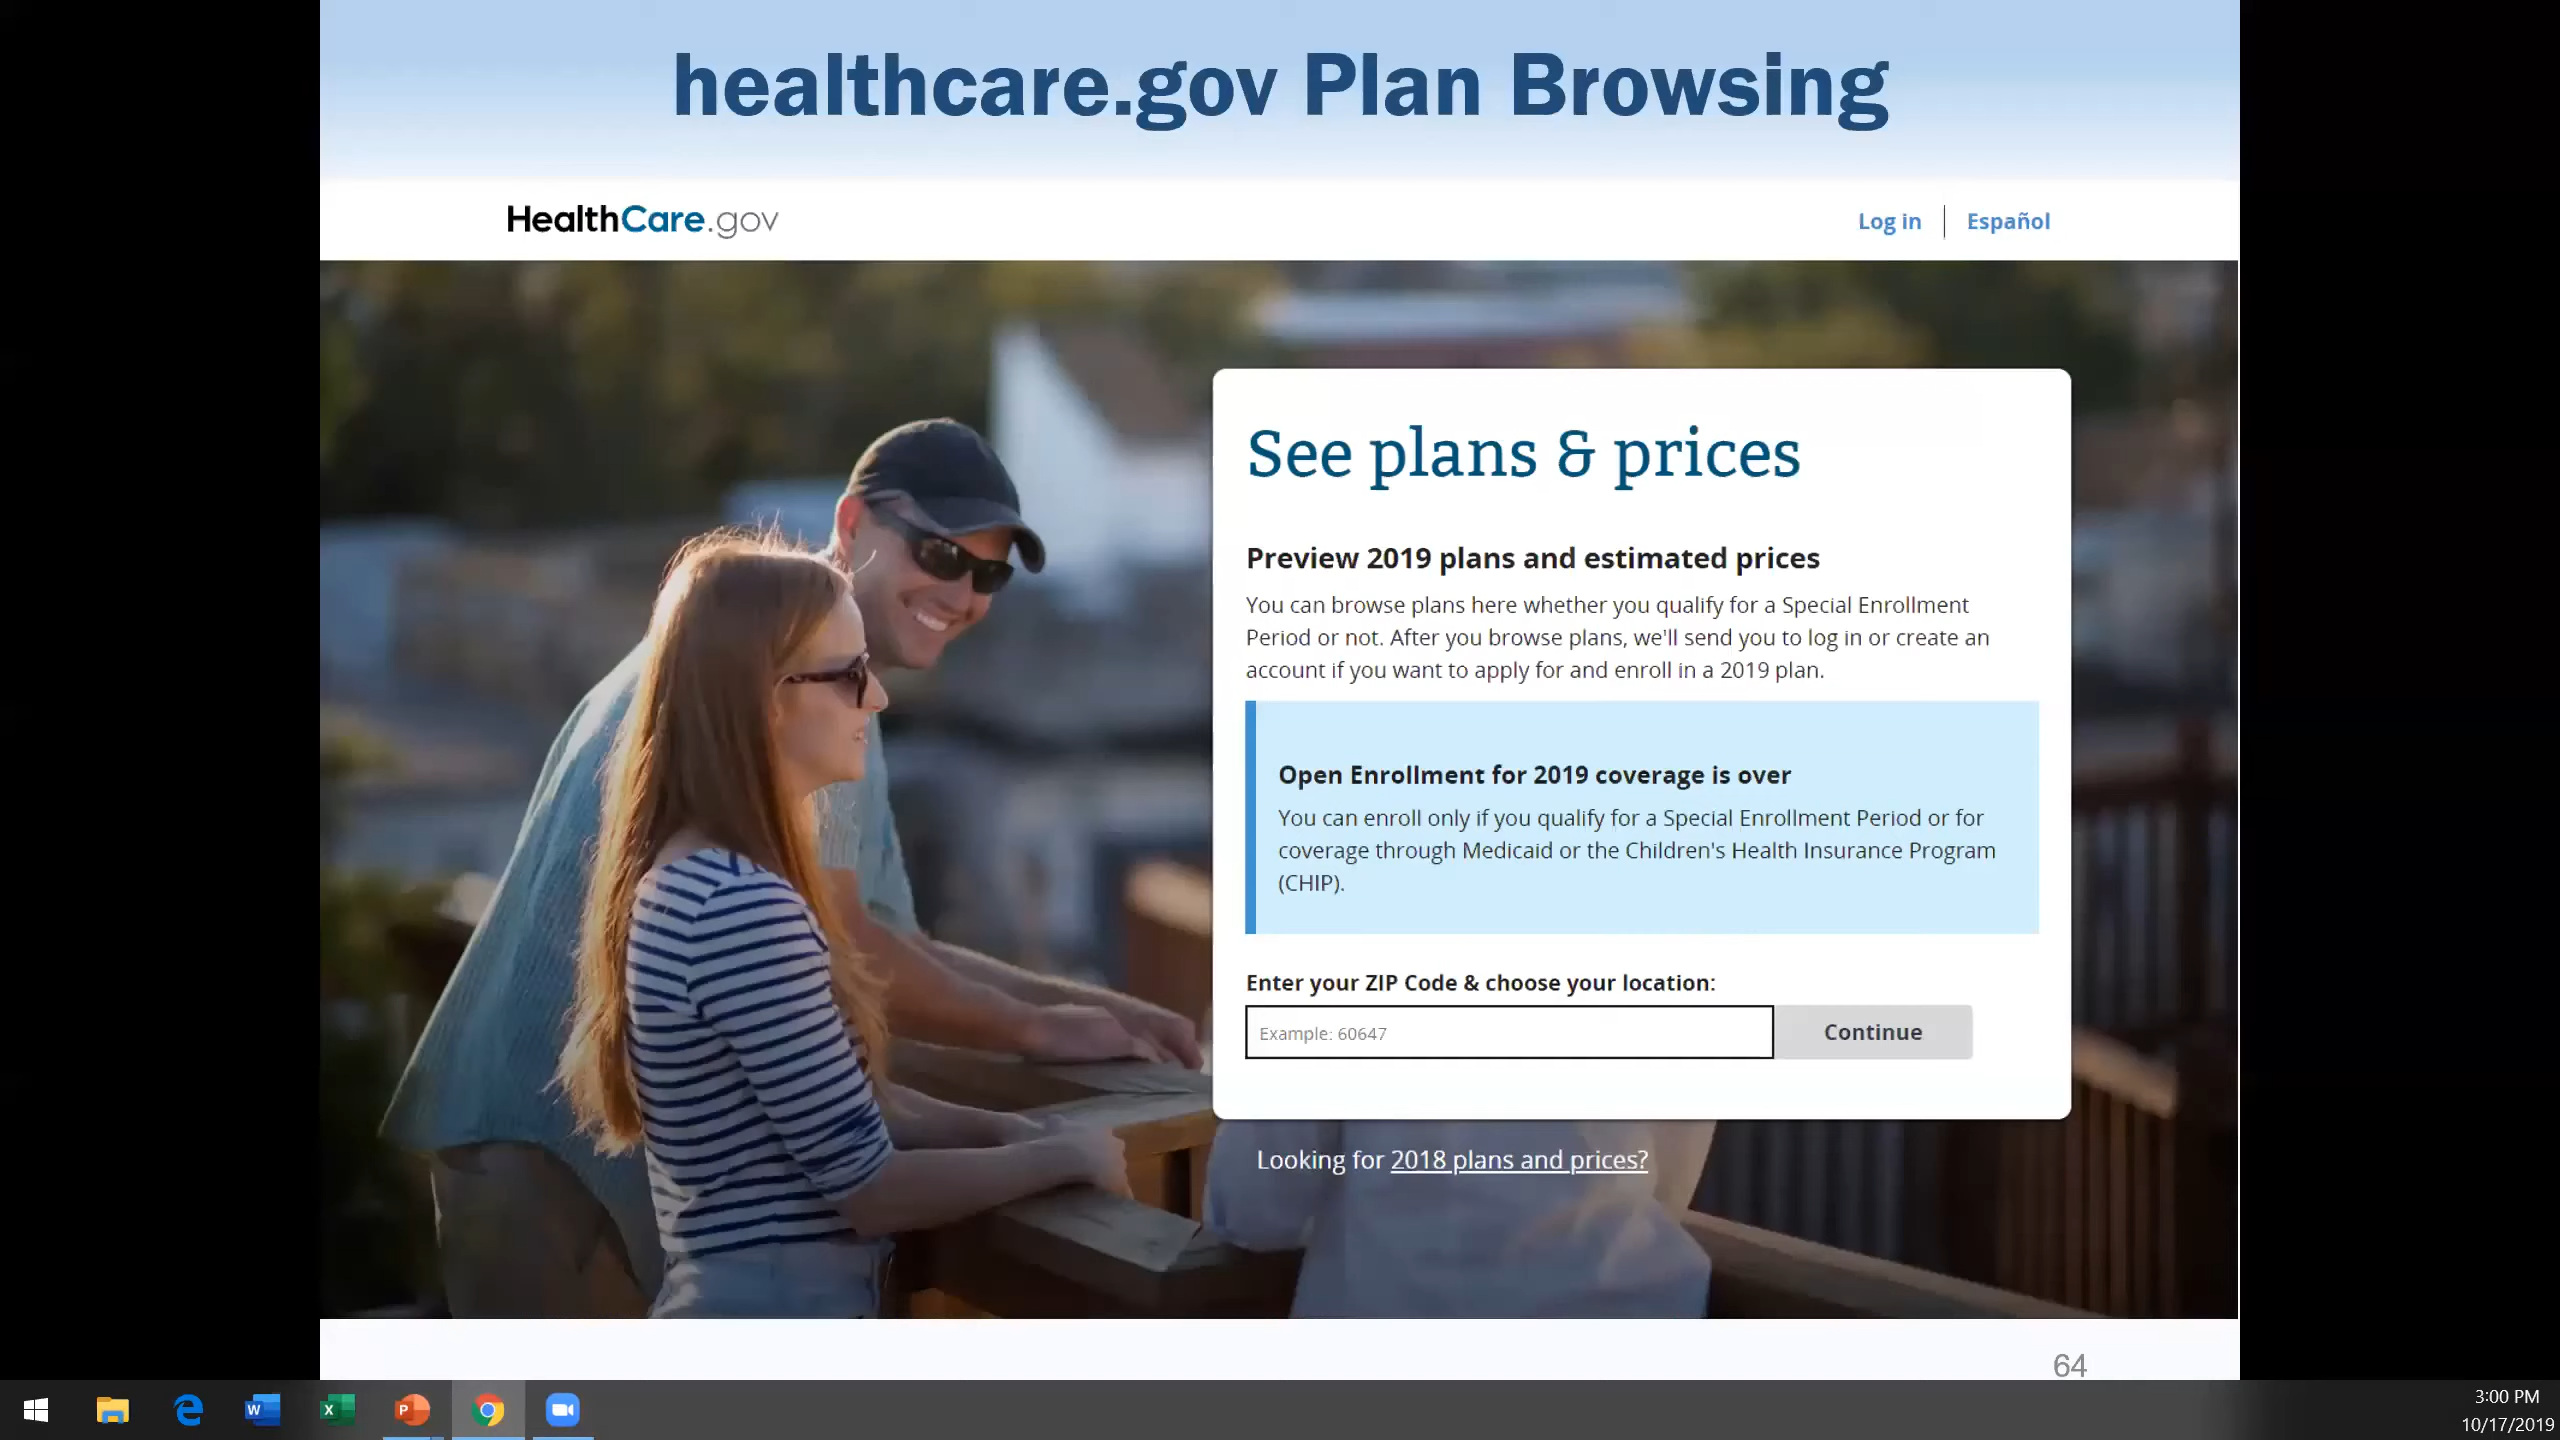 healthcare.gov Plan Browsing
HealthCare.gov
Log in
Español
See plans & prices
Preview 2019 plans and estimated prices
You can browse plans here whether you qualify for a Special Enrollment
Period or not. After you browse plans, we'll send you to log in or create an
account if you want to apply for and enroll in a 2019 plan.
Open Enrollment for 2019 coverage is over
You can enroll only if you qualify for a Special Enrollment Period or for
coverage through Medicaid or the Children's Health Insurance Program
(CHIP).
Enter your ZIP Code & choose your location:
Example: 60647
Continue
Looking for 2018 plans and prices?
64
3:00 PM
10/17/2019